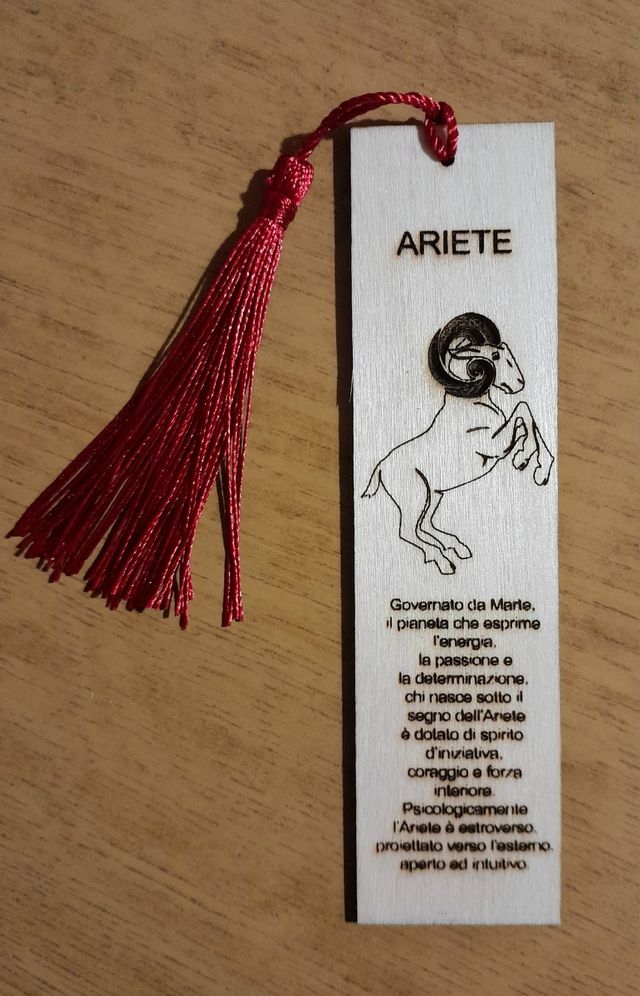 ARIETE
Governato da Marte,
il pianeta che esprime
l'energia,
la passione e
la determinazione,
chi nasce sotto il
segno dell'Ariete
è dotato di spirito
d'iniziativa,
coraggio e forza
interiore.
Psicologicamente
l'Ariete è estroverso.
proiettato verso l'esterno.
aperto ed intuitivo.